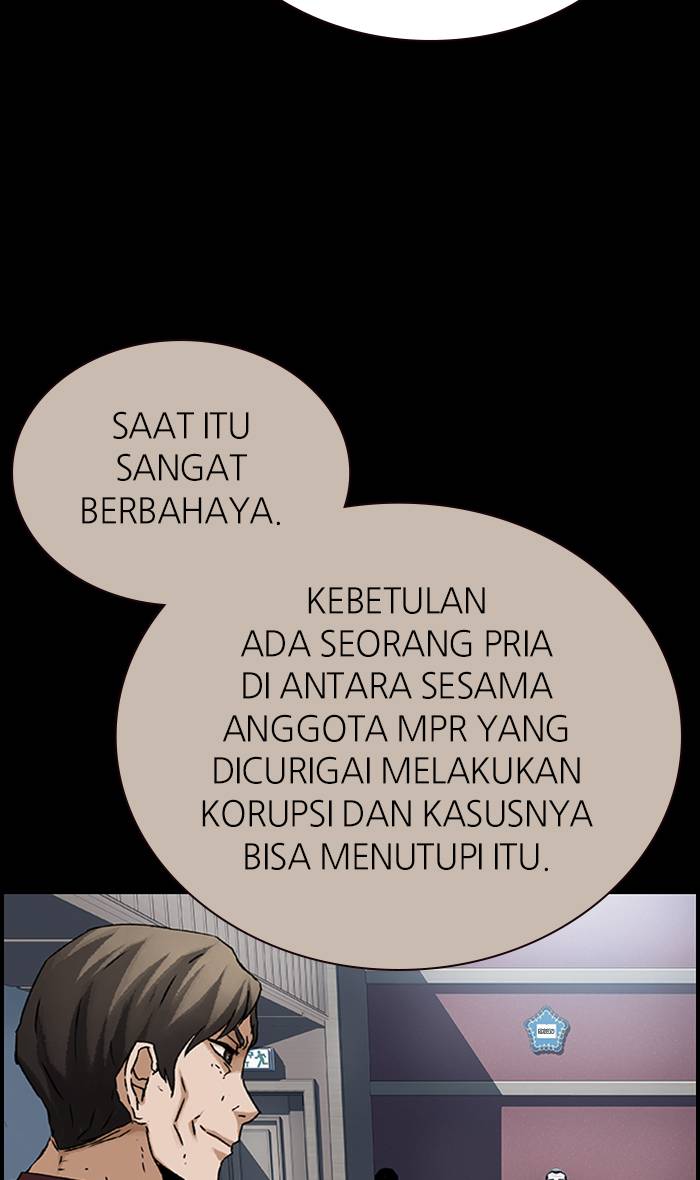 SAAT ITU
SANGAT
BERBAHAYA.
KEBETULAN
ADA SEORANG PRIA
DI ANTARA SESAMA
ANGGOTA MPR YANG
DICURIGAI MELAKUKAN
KORUPSI DAN KASUSNYA
BISA MENUTUPI ITU.